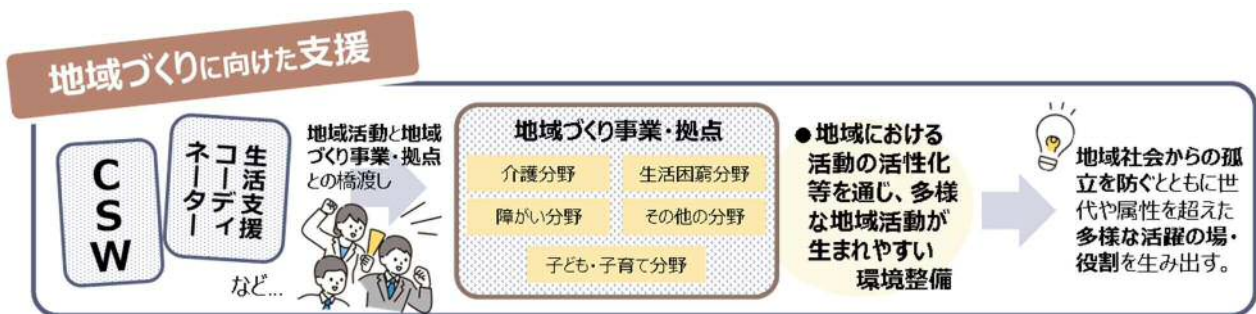 地域づくりに向けた支援
CSW
生活支援
コーディ
ネーター
など...
地域活動と地域
づくり事業・拠点
との橋渡し
地域づくり事業・拠点
介護分野
生活困窮分野
障がい分野
その他の分野
子ども・子育て分野
●地域における
活動の活性化
等を通じ、多様
な地域活動が
生まれやすい
環境整備
地域社会からの孤
立を防ぐとともに世
代や属性を超えた
多様な活躍の場・
役割を生み出す。